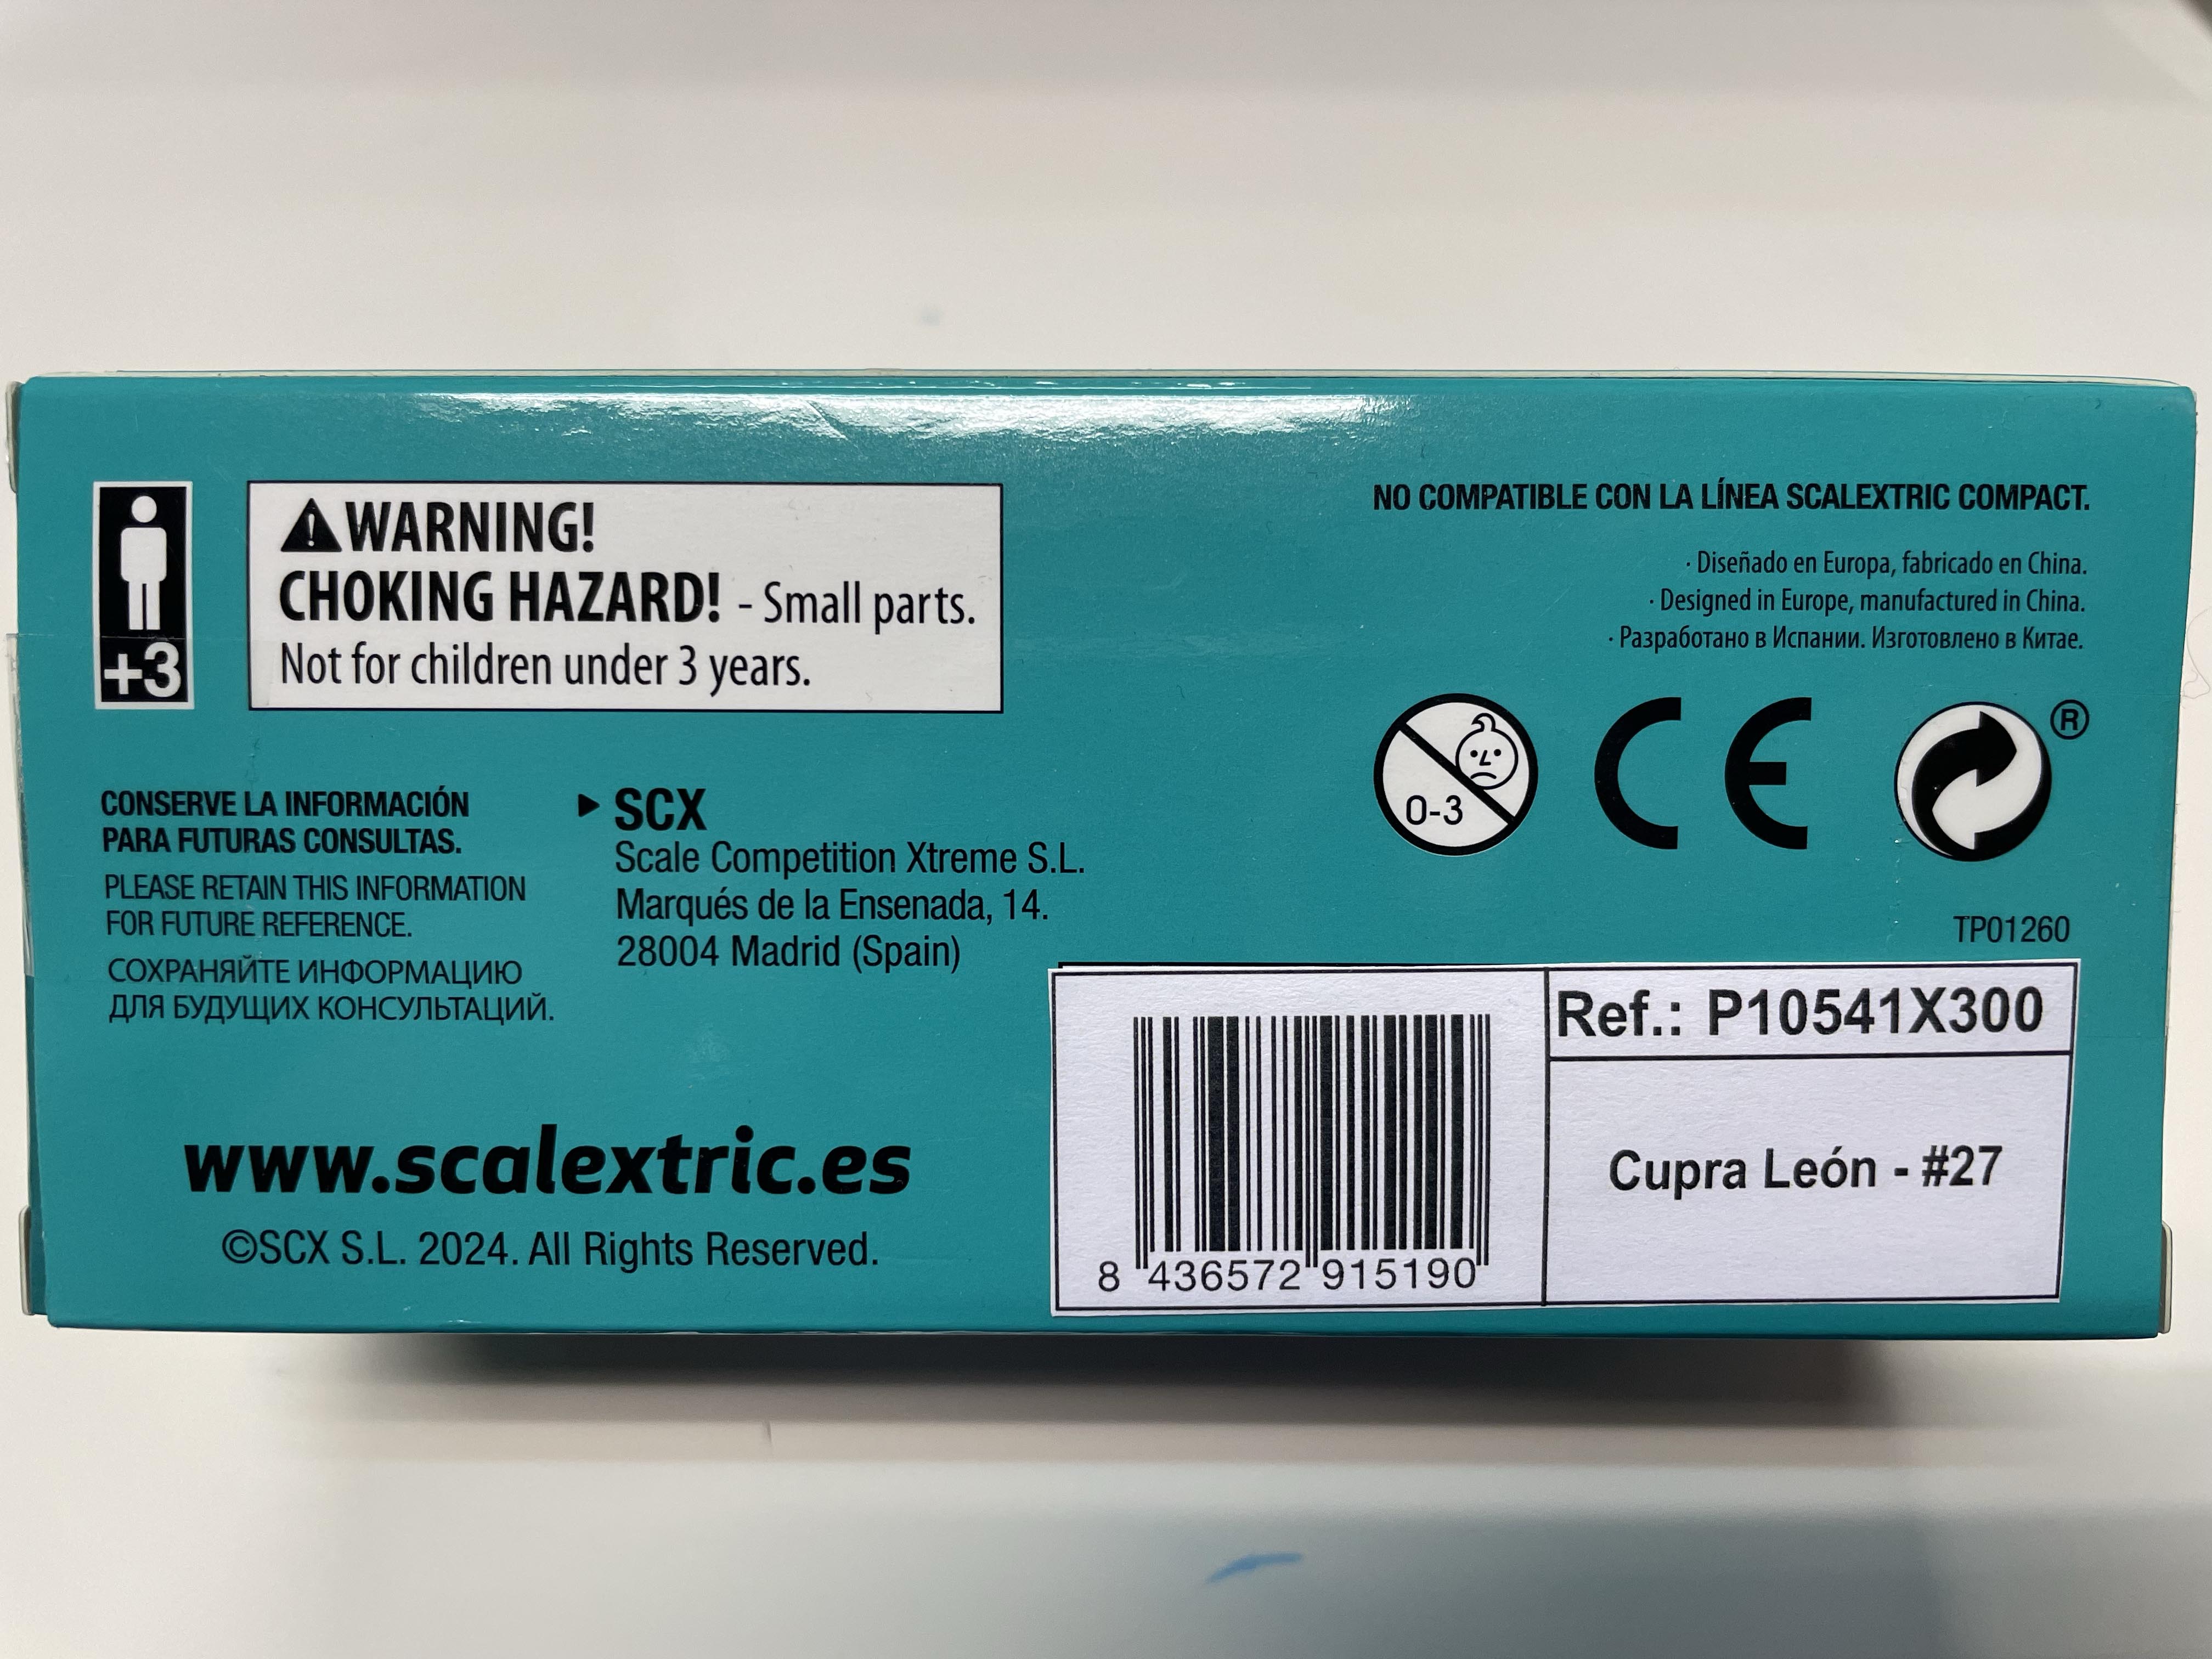 +3
WARNING!
CHOKING HAZARD! - Small parts.
Not for children under 3 years.
NO COMPATIBLE CON LA LÍNEA SCALEXTRIC COMPACT.
· Diseñado en Europa, fabricado en China.
· Designed in Europe, manufactured in China.
· Разработано в Испании. Изготовлено в Китае.
0-3
CE
®
CONSERVE LA INFORMACIÓN
PARA FUTURAS CONSULTAS.
PLEASE RETAIN THIS INFORMATION
FOR FUTURE REFERENCE.
СОХРАНЯЙТЕ ИНФОРМАЦИЮ
ДЛЯ БУДУЩИХ КОНСУЛЬТАЦИЙ.
SCX
Scale Competition Xtreme S.L.
Marqués de la Ensenada, 14.
28004 Madrid (Spain)
TP01260
www.scalextric.es
©SCX S.L. 2024. All Rights Reserved.
8 436572 915190
Ref.: P10541X300
Cupra León - #27